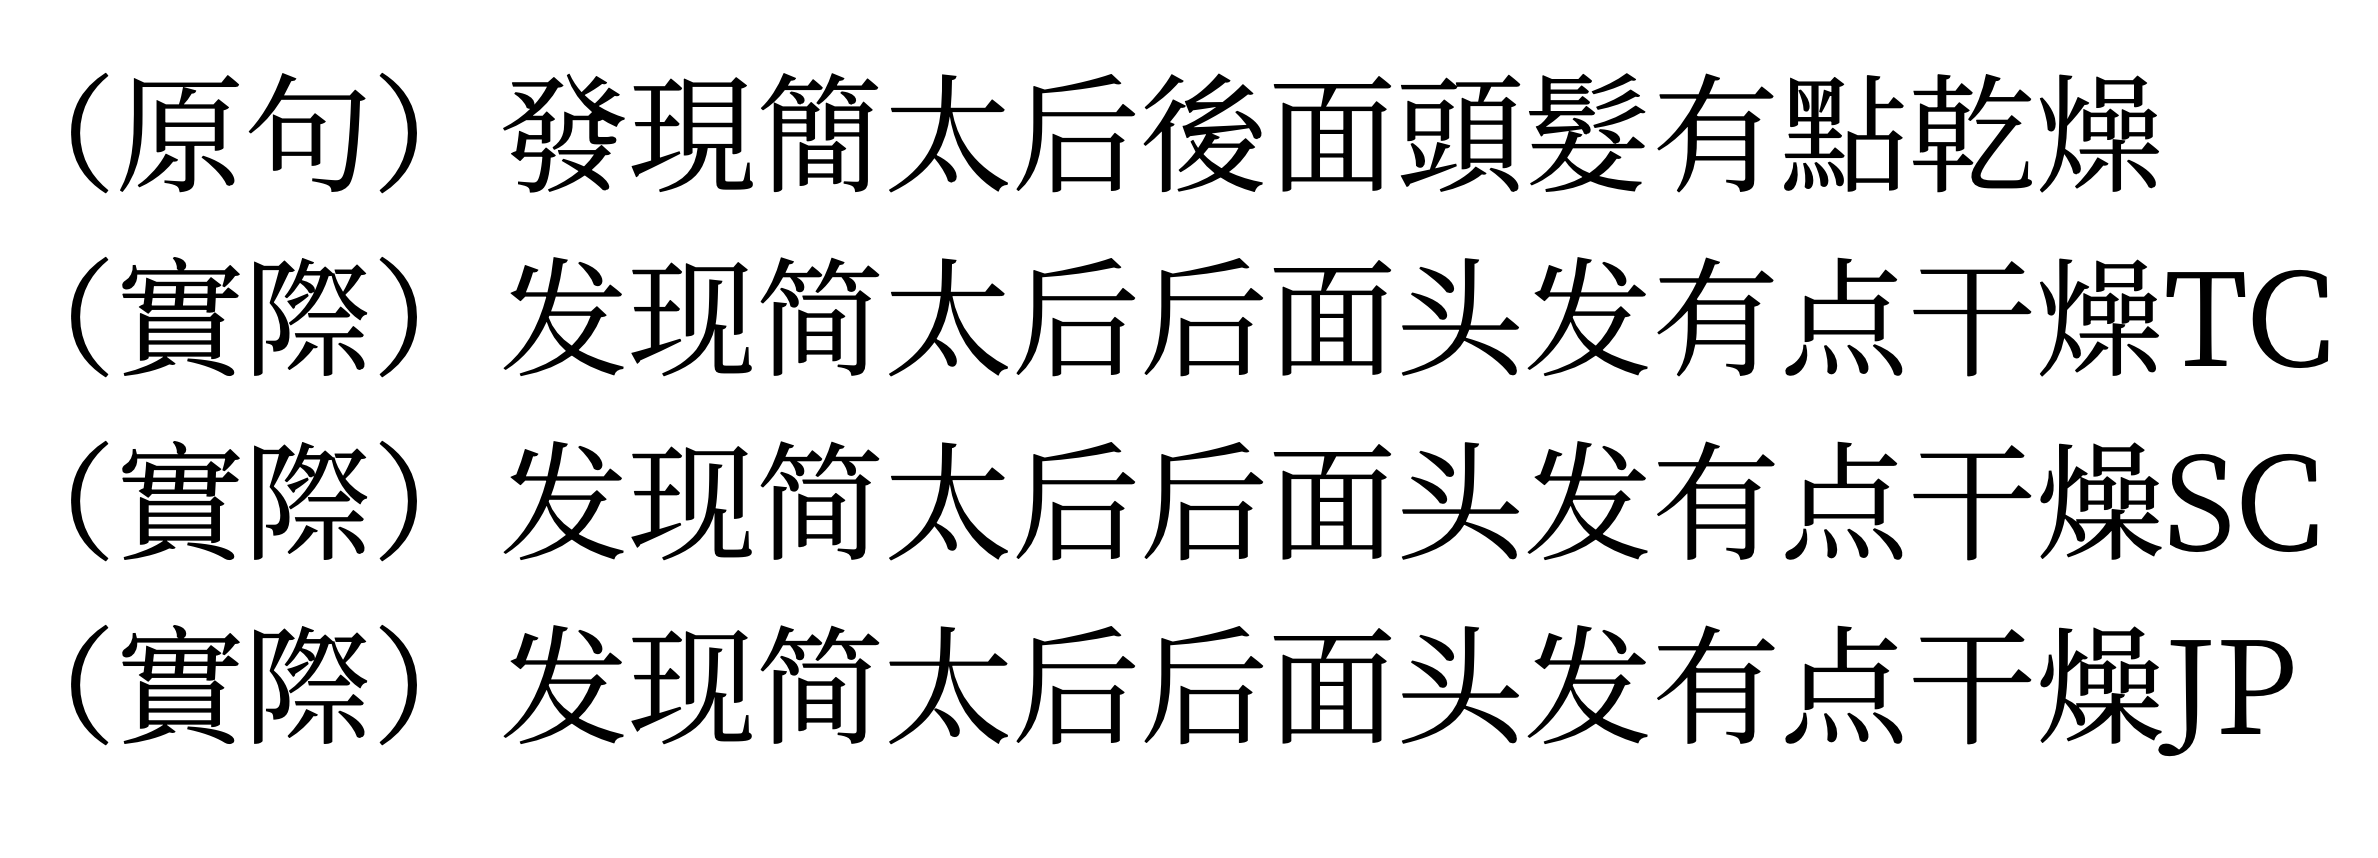 （原句） 發現簡太后後面頭髮有點乾燥
（實際） 发现简太后后面头发有点干燥TC
（實際） 发现简太后后面头发有点干燥SC
（實際） 发现简太后后面头发有点干燥JP